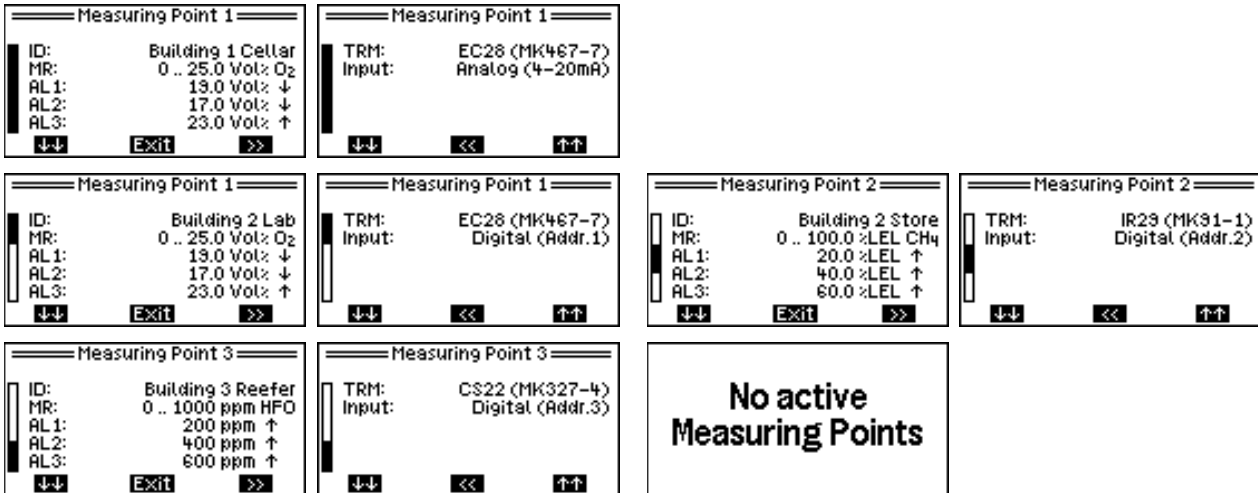 Measuring Point 1
ID: Building 1 Cellar
MR: 0 .. 25.0 Vol% O₂
AL1: 19.0 Vol% ↓
AL2: 17.0 Vol% ↓
AL3: 23.0 Vol% ↑
↓↓ Exit >>
Measuring Point 1
TRM: EC28 (MK467-7)
Input: Analog (4-20mA)
↓↓ << ↑↑
Measuring Point 1
ID: Building 2 Lab
MR: 0 .. 25.0 Vol% O₂
AL1: 19.0 Vol% ↓
AL2: 17.0 Vol% ↓
AL3: 23.0 Vol% ↑
↓↓ Exit >>
Measuring Point 1
TRM: EC28 (MK467-7)
Input: Digital (Addr.1)
↓↓ << ↑↑
Measuring Point 2
ID: Building 2 Store
MR: 0 .. 100.0 %LEL CH₄
AL1: 20.0 %LEL ↑
AL2: 40.0 %LEL ↑
AL3: 60.0 %LEL ↑
↓↓ Exit >>
Measuring Point 2
TRM: IR29 (MK91-1)
Input: Digital (Addr.2)
↓↓ << ↑↑
Measuring Point 3
ID: Building 3 Reefer
MR: 0 .. 1000 ppm HFO
AL1: 200 ppm ↑
AL2: 400 ppm ↑
AL3: 600 ppm ↑
↓↓ Exit >>
Measuring Point 3
TRM: CS22 (MK327-4)
Input: Digital (Addr.3)
↓↓ << ↑↑
No active
Measuring Points